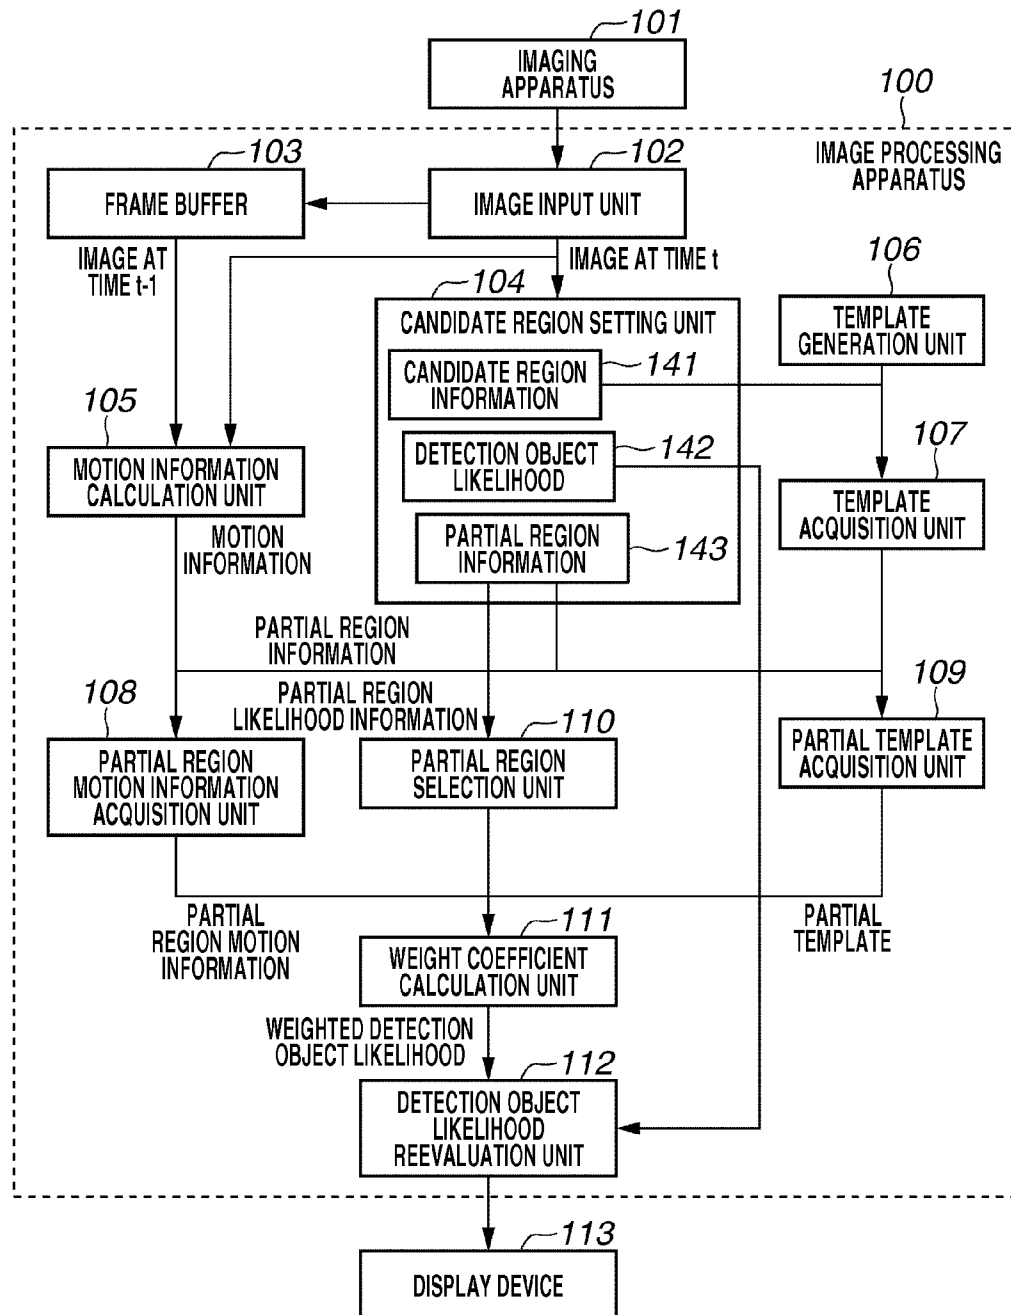 101
IMAGING
APPARATUS
100
IMAGE PROCESSING
APPARATUS
103
FRAME BUFFER
102
IMAGE INPUT UNIT
IMAGE AT
TIME t-1
IMAGE AT TIME t
104
CANDIDATE REGION SETTING UNIT
106
TEMPLATE
GENERATION UNIT
CANDIDATE REGION
INFORMATION
141
105
MOTION INFORMATION
CALCULATION UNIT
DETECTION OBJECT
LIKELIHOOD
142
107
TEMPLATE
ACQUISITION UNIT
MOTION
INFORMATION
PARTIAL REGION
INFORMATION
143
PARTIAL REGION
INFORMATION
108
PARTIAL REGION
MOTION INFORMATION
ACQUISITION UNIT
PARTIAL REGION
LIKELIHOOD INFORMATION
110
PARTIAL REGION
SELECTION UNIT
109
PARTIAL TEMPLATE
ACQUISITION UNIT
PARTIAL
REGION MOTION
INFORMATION
PARTIAL
TEMPLATE
111
WEIGHT COEFFICIENT
CALCULATION UNIT
WEIGHTED DETECTION
OBJECT LIKELIHOOD
112
DETECTION OBJECT
LIKELIHOOD
REEVALUATION UNIT
113
DISPLAY DEVICE